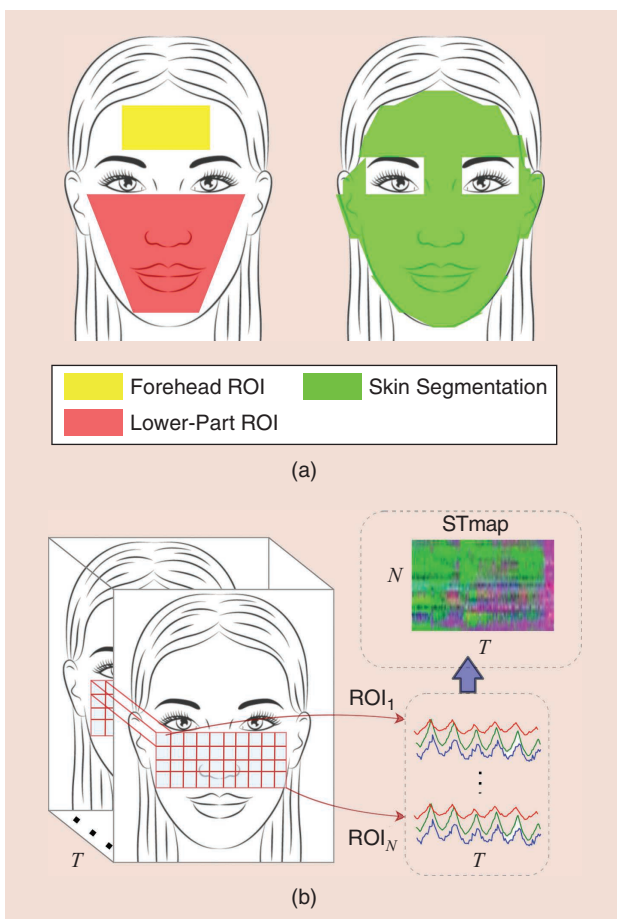 Forehead ROI
Skin Segmentation
Lower-Part ROI
(a)
STmap
N
T
ROI1
ROIN
T
T
(b)